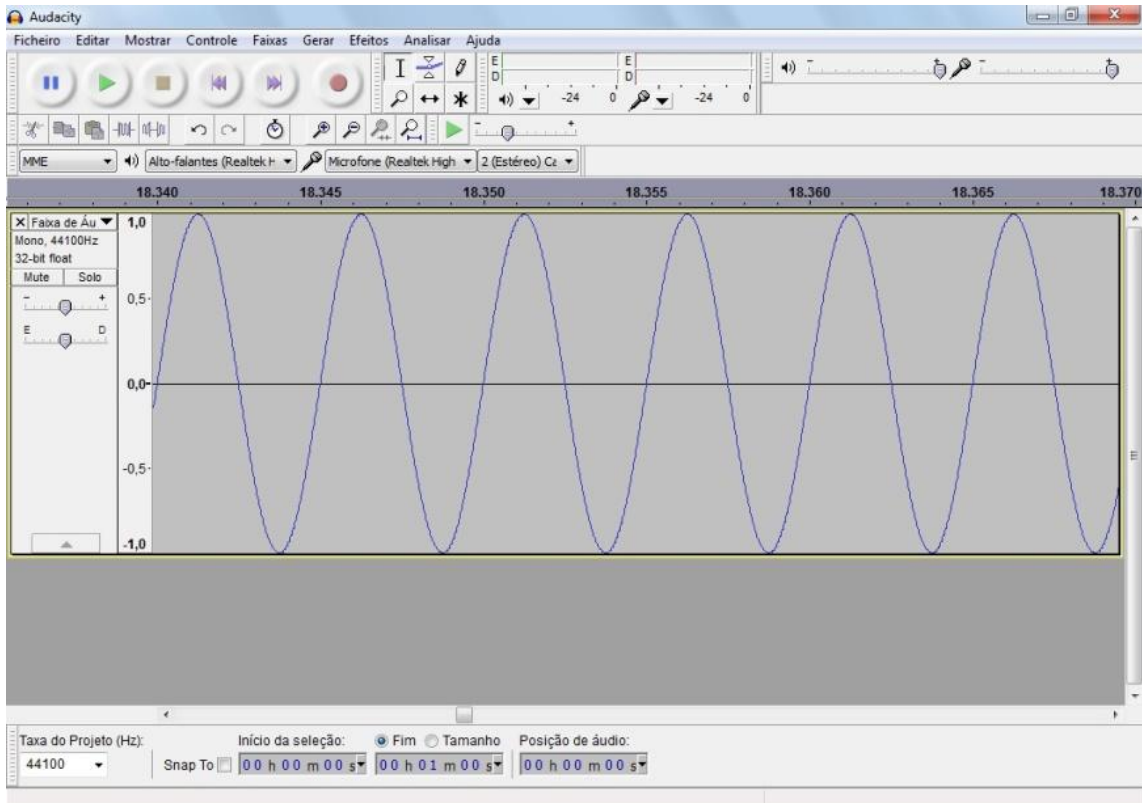 Audacity
Ficheiro Editar Mostrar Controle Faixas Gerar Efeitos Analisar Ajuda
E
D
-24 0
E
D
-24 0
MME
Alto-falantes (Realtek H
Microfone (Realtek High
2 (Estéreo) Ca
18.340 18.345 18.350 18.355 18.360 18.365 18.370
X Faixa de Áu
Mono, 44100Hz
32-bit float
Mute Solo
- +
E D
1,0
0,5-
0,0-
-0,5-
-1,0
Taxa do Projeto (Hz):
44100
Snap To
Início da seleção:
Fim Tamanho
Posição de áudio:
00 h 00 m 00 s
00 h 01 m 00 s
00 h 00 m 00 s